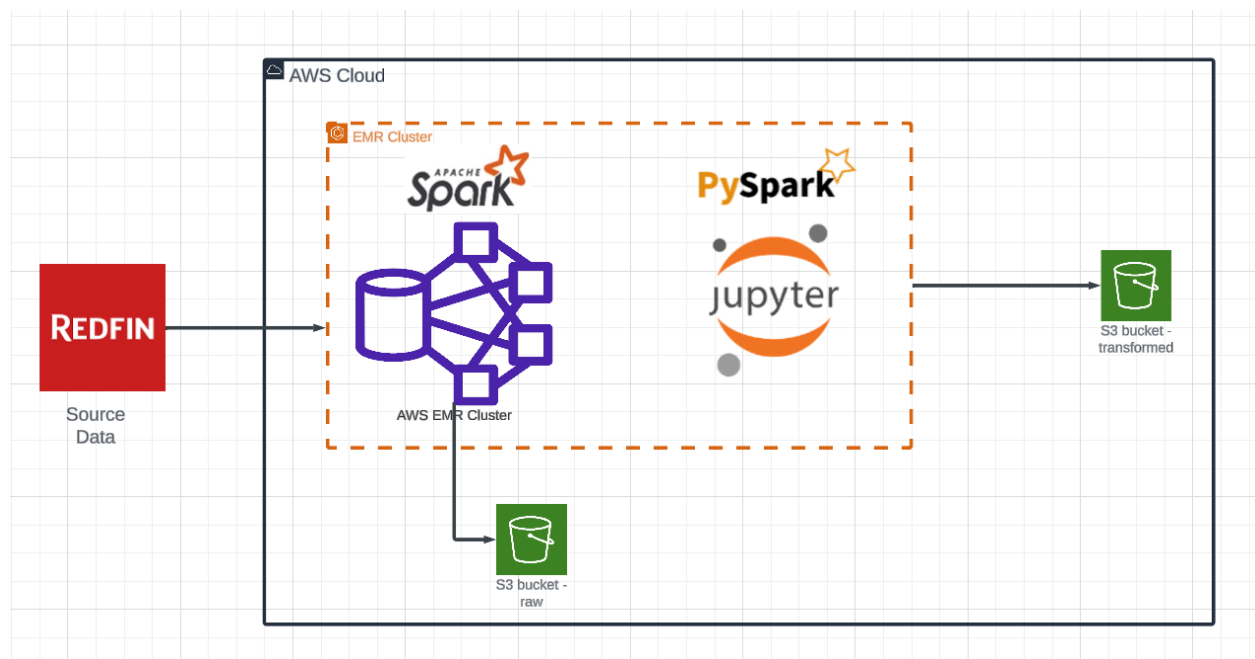 AWS Cloud
EMR Cluster
APACHE
Spark
PySpark
REDFIN
jupyter
S3 bucket -
transformed
Source
Data
AWS EMR Cluster
S3 bucket -
raw